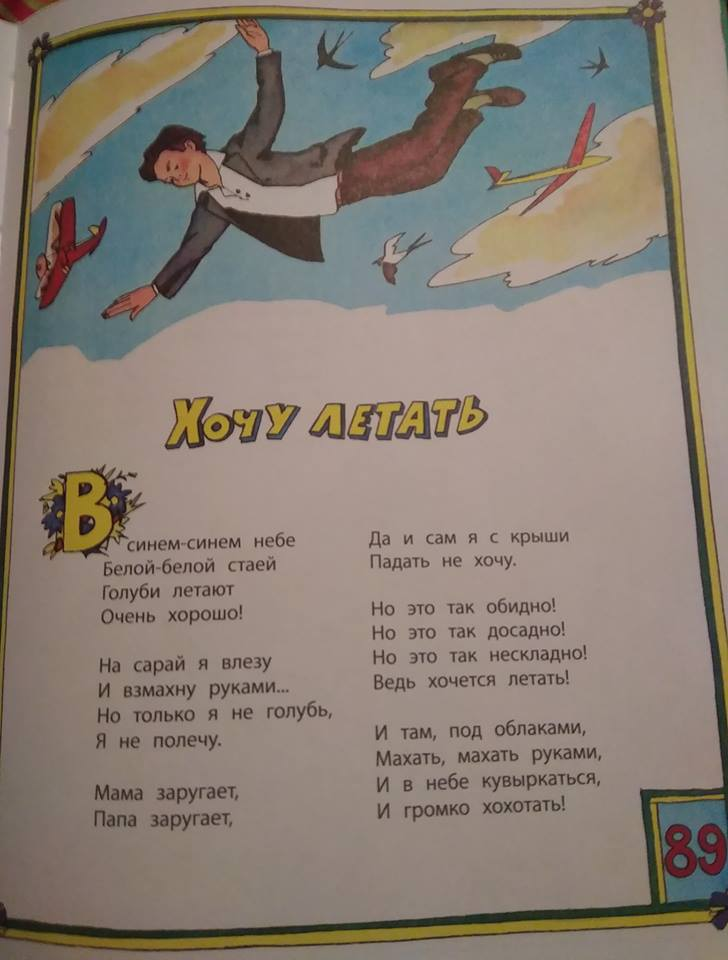 Хочу летать
В синем-синем небе
Белой-белой стаей
Голуби летают
Очень хорошо!
На сарай я влезу
И взмахну руками...
Но только я не голубь,
Я не полечу.
Мама заругает,
Папа заругает,
Да и сам я с крыши
Падать не хочу.
Но это так обидно!
Но это так досадно!
Но это так нескладно!
Ведь хочется летать!
И там, под облаками,
Махать, махать руками,
И в небе кувыркаться,
И громко хохотать!
89